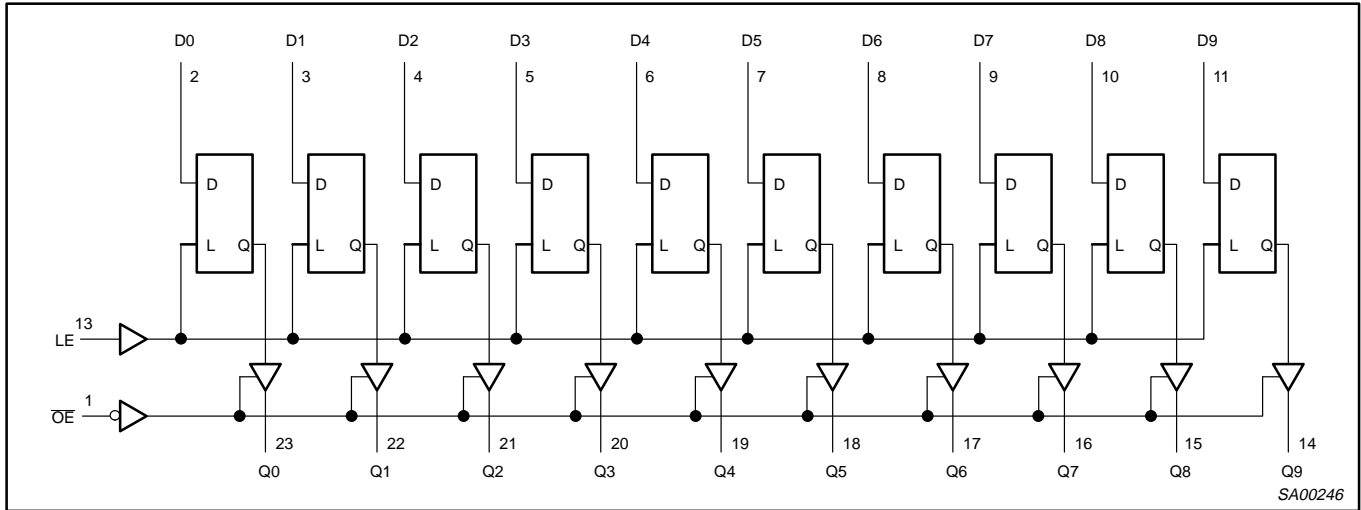 D0 D1 D2 D3 D4 D5 D6 D7 D8 D9
2 3 4 5 6 7 8 9 10 11
D D D D D D D D D D
L Q L Q L Q L Q L Q L Q L Q L Q L Q L Q
13
LE
1
OE
23 22 21 20 19 18 17 16 15 14
Q0 Q1 Q2 Q3 Q4 Q5 Q6 Q7 Q8 Q9
SA00246